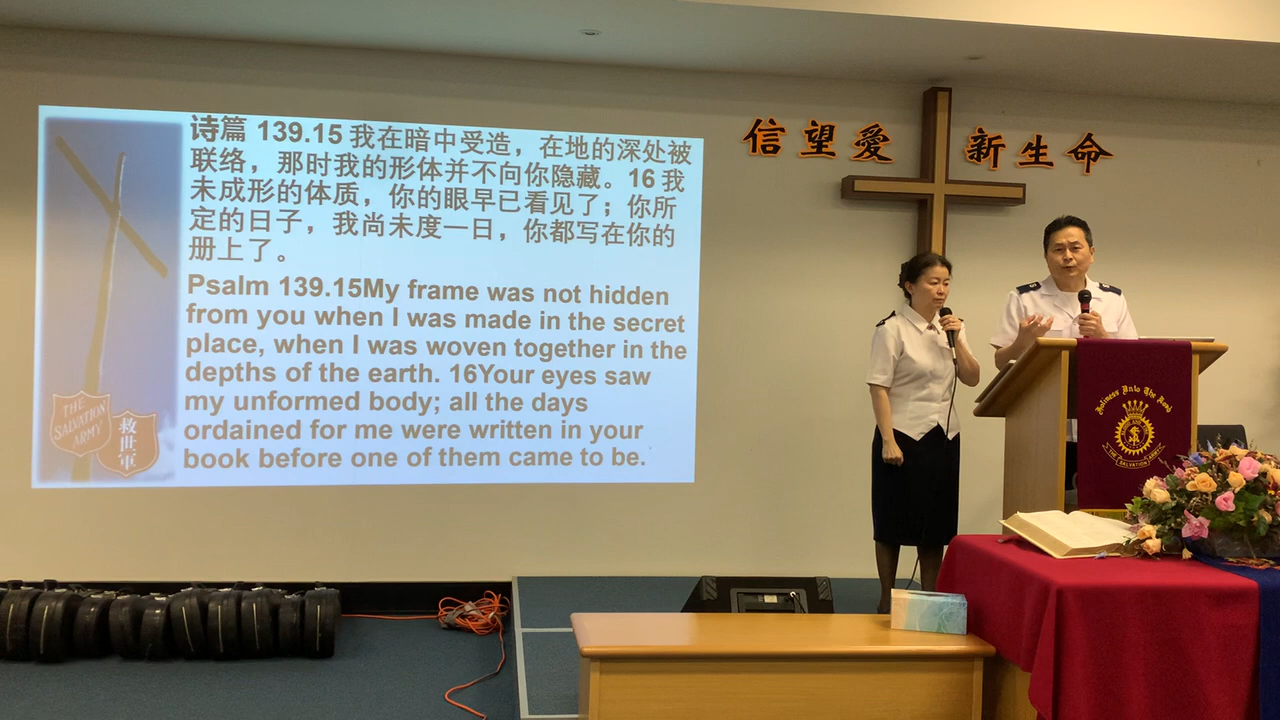 诗篇 139.15 我在暗中受造，在地的深处被
联络，那时我的形体并不向你隐藏。16 我
未成形的体质，你的眼早已看见了；你所
定的日子，我尚未度一日，你都写在你的
册上了。
Psalm 139.15My frame was not hidden
from you when I was made in the secret
place, when I was woven together in the
depths of the earth. 16Your eyes saw
my unformed body; all the days
ordained for me were written in your
book before one of them came to be.
THE
SALVATION
ARMY
救世軍
信望愛 新生命
Holiness Unto The Lord
THE SALVATION ARMY